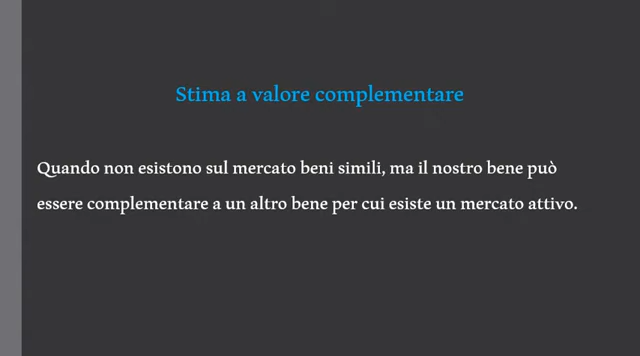 Stima a valore complementare
Quando non esistono sul mercato beni simili, ma il nostro bene può
essere complementare a un altro bene per cui esiste un mercato attivo.